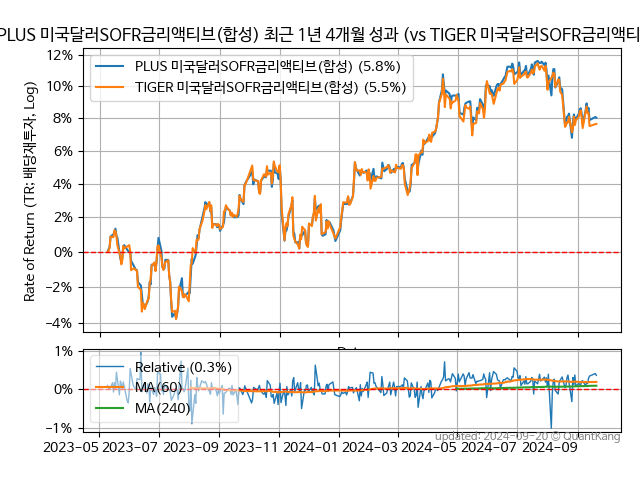 PLUS 미국달러SOFR금리액티브(합성) 최근 1년 4개월 성과 (vs TIGER 미국달러SOFR금리액티
Rate of Return (TR: 배당재투자, Log)
12%
10%
8%
6%
4%
2%
0%
−2%
−4%
PLUS 미국달러SOFR금리액티브(합성) (5.8%)
TIGER 미국달러SOFR금리액티브(합성) (5.5%)
1%
0%
−1%
Relative (0.3%)
MA(60)
MA(240)
2023-05 2023-07 2023-09 2023-11 2024-01 2024-03 2024-05 2024-07 2024-09
updated: 2024-09-20 © QuantKang